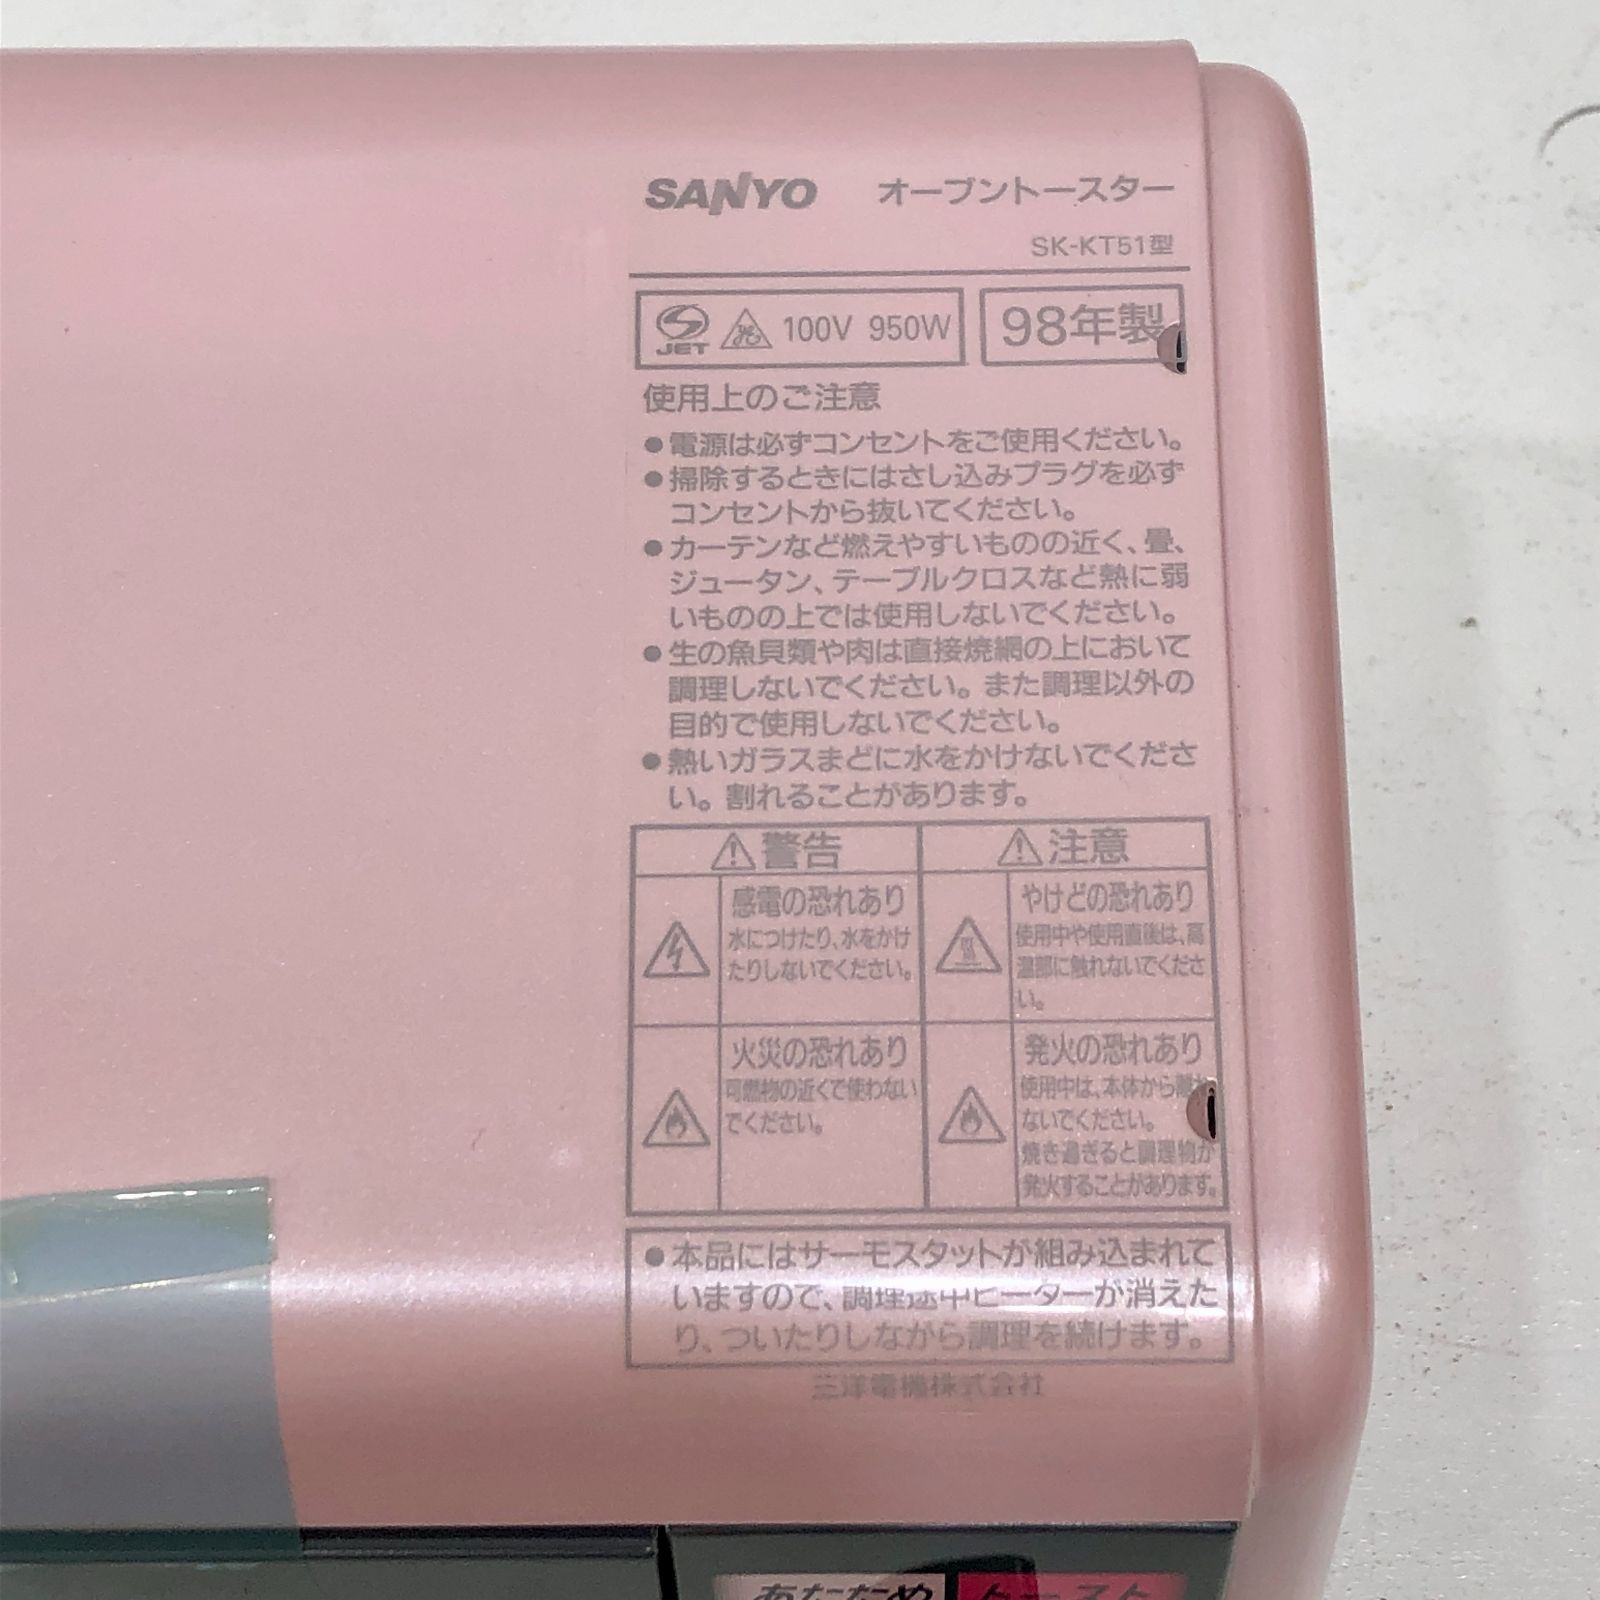 SANYO オーブントースター
SK-KT51型
JET 100V 950W 98年製
使用上のご注意
●電源は必ずコンセントをご使用ください。
●掃除するときにはさし込みプラグを必ず
コンセントから抜いてください。
●カーテンなど燃えやすいものの近く、畳、
ジュータン、テーブルクロスなど熱に弱
いものの上では使用しないでください。
●生の魚貝類や肉は直接焼網の上において
調理しないでください。また調理以外の
目的で使用しないでください。
●熱いガラスまどに水をかけないでくださ
い。割れることがあります。
警告
感電の恐れあり
水につけたり、水をかけ
たりしないでください。
火災の恐れあり
可燃物の近くで使わない
でください。
注意
やけどの恐れあり
使用中や使用直後は、高
温部に触れないでくださ
い。
発火の恐れあり
使用中は、本体から離れ
ないでください。
焼き過ぎると調理物が
発火することがあります。
●本品にはサーモスタットが組み込まれて
いますので、調理途中ヒーターが消えた
り、ついたりしながら調理を続けます。
三洋電機株式会社
あたため トースト